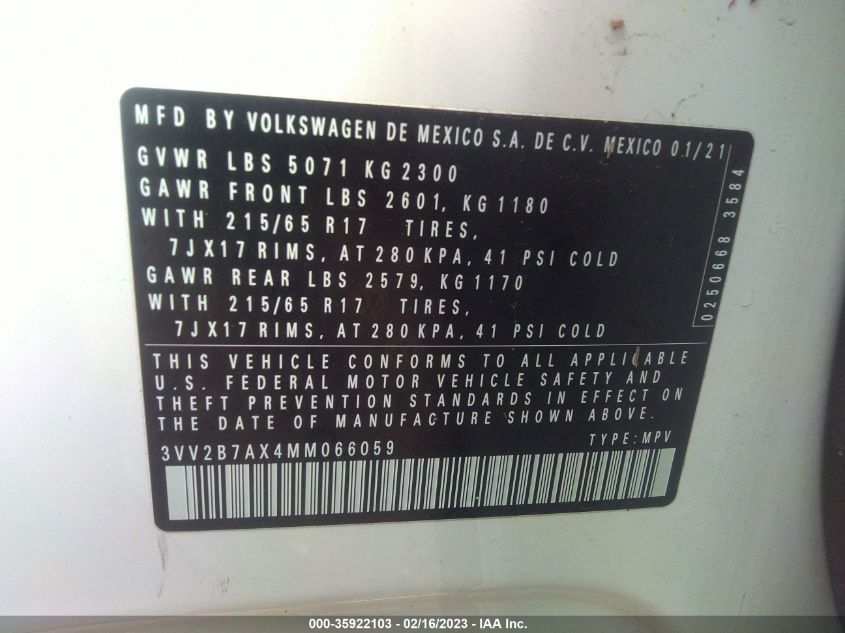 MFD BY VOLKSWAGEN DE MEXICO S.A. DE C.V. MEXICO 01/21
GVWR LBS 5071 KG 2300
GAWR FRONT LBS 2601, KG 1180
WITH 215/65 R17 TIRES,
7JX17 RIMS, AT 280 KPA, 41 PSI COLD
GAWR REAR LBS 2579, KG 1170
WITH 215/65 R17 TIRES,
7JX17 RIMS, AT 280 KPA, 41 PSI COLD
0250668 3584
THIS VEHICLE CONFORMS TO ALL APPLICABLE
U.S. FEDERAL MOTOR VEHICLE SAFETY AND
THEFT PREVENTION STANDARDS IN EFFECT ON
THE DATE OF MANUFACTURE SHOWN ABOVE.
3VV2B7AX4MM066059 TYPE: MPV
000-35922103 - 02/16/2023 - IAA Inc.